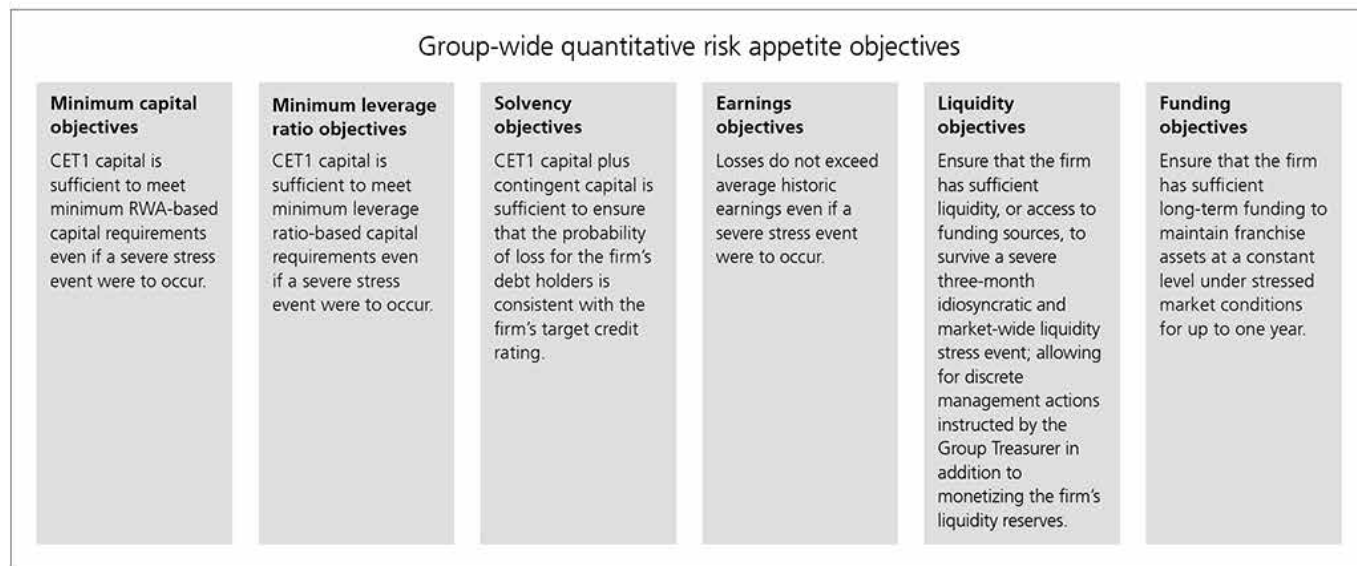 Group-wide quantitative risk appetite objectives
Minimum capital
objectives
CET1 capital is
sufficient to meet
minimum RWA-based
capital requirements
even if a severe stress
event were to occur.
Minimum leverage
ratio objectives
CET1 capital is
sufficient to meet
minimum leverage
ratio-based capital
requirements even
if a severe stress
event were to occur.
Solvency
objectives
CET1 capital plus
contingent capital is
sufficient to ensure
that the probability
of loss for the firm's
debt holders is
consistent with the
firm's target credit
rating.
Earnings
objectives
Losses do not exceed
average historic
earnings even if a
severe stress event
were to occur.
Liquidity
objectives
Ensure that the firm
has sufficient
liquidity, or access to
funding sources, to
survive a severe
three-month
idiosyncratic and
market-wide liquidity
stress event; allowing
for discrete
management actions
instructed by the
Group Treasurer in
addition to
monetizing the firm's
liquidity reserves.
Funding
objectives
Ensure that the firm
has sufficient
long-term funding to
maintain franchise
assets at a constant
level under stressed
market conditions
for up to one year.